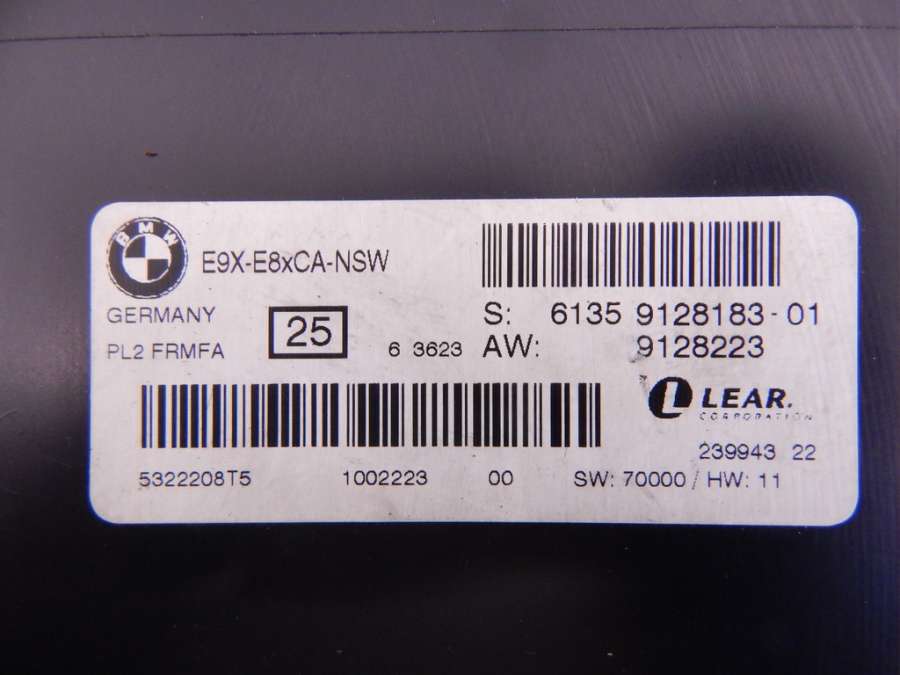 BMW
E9X-E8xCA-NSW
GERMANY
PL2 FRMFA
25
6 3623
S: 6135 9128183-01
AW: 9128223
L LEAR.
CORPORATION
239943 22
5322208T5 1002223 00 SW: 70000 / HW: 11